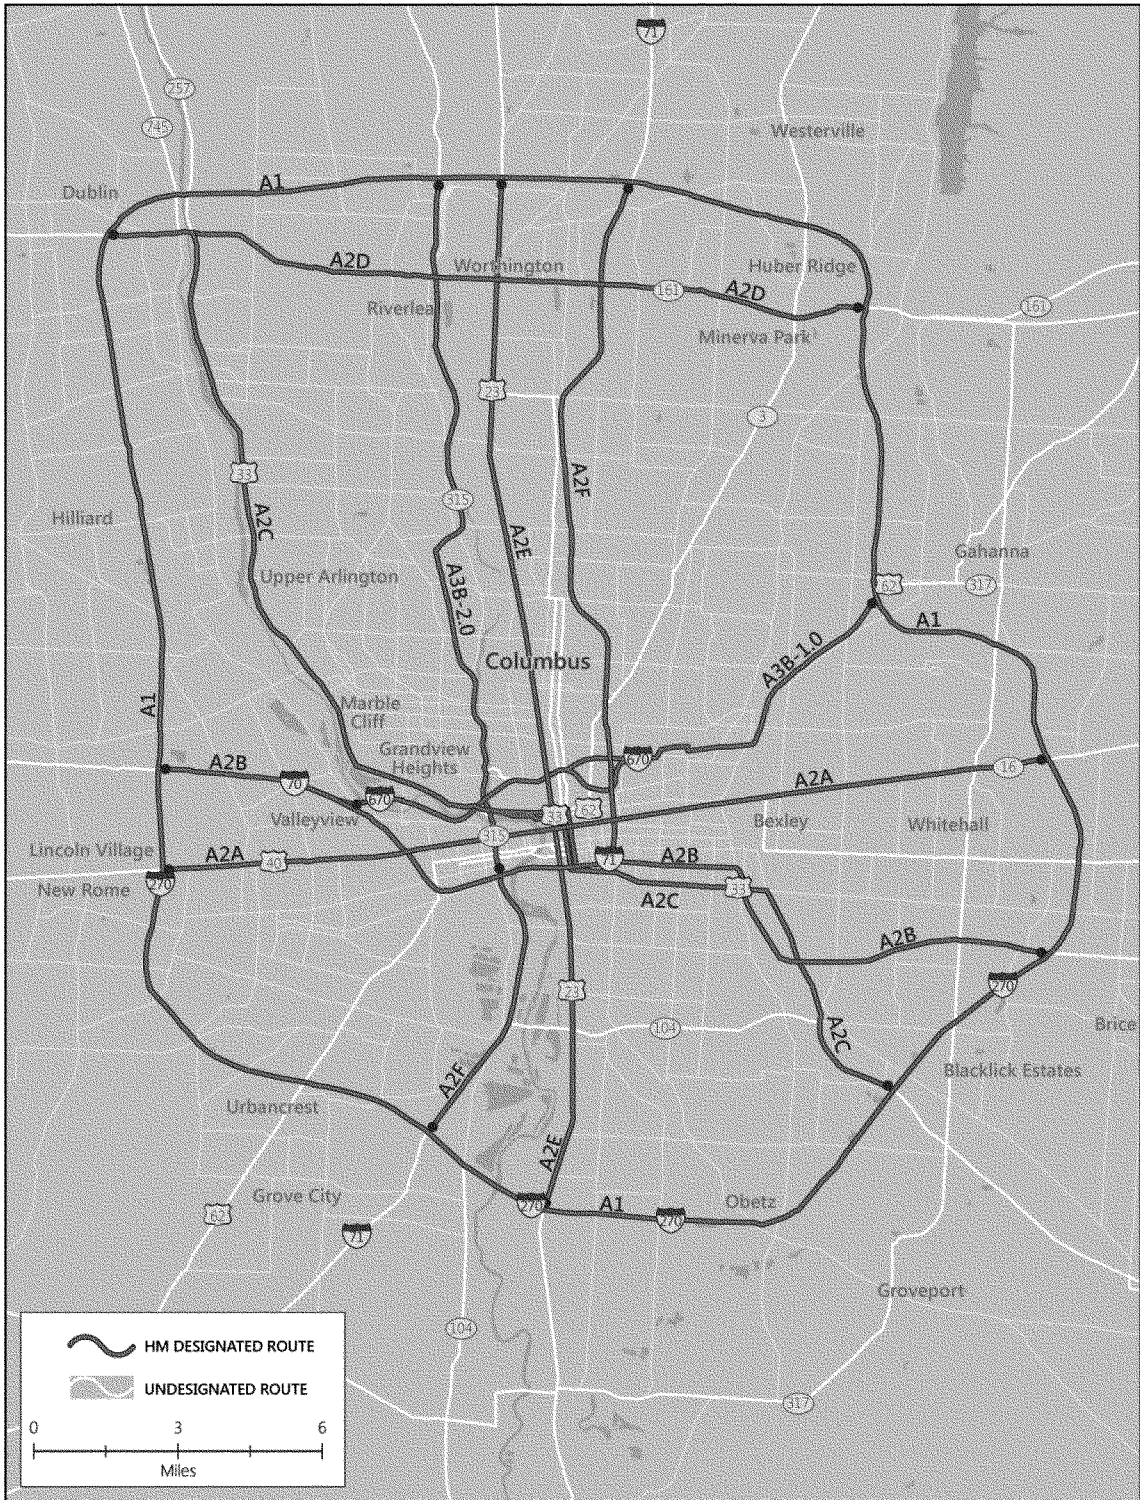 71
257
745
Westerville
Dublin
A1
A2D
Worthington
Huber Ridge
161
A2D
161
Riverlea
Minerva Park
23
3
33
A2F
315
Hilliard
A2C
A2E
Gahanna
Upper Arlington
A3B-2.0
62
317
A1
Columbus
A3B-1.0
A1
Marble
Cliff
Grandview
Heights
A2B
670
16
70
A2A
670
Valleyview
33
62
Bexley
Whitehall
315
Lincoln Village
A2A
40
71
A2B
New Rome
270
33
A2C
A2B
270
23
104
A2C
Brice
A2F
Blacklick Estates
Urbancrest
A2E
Grove City
270
A1
270
Obetz
62
71
Groveport
104
317
HM DESIGNATED ROUTE
UNDESIGNATED ROUTE
0 3 6
Miles